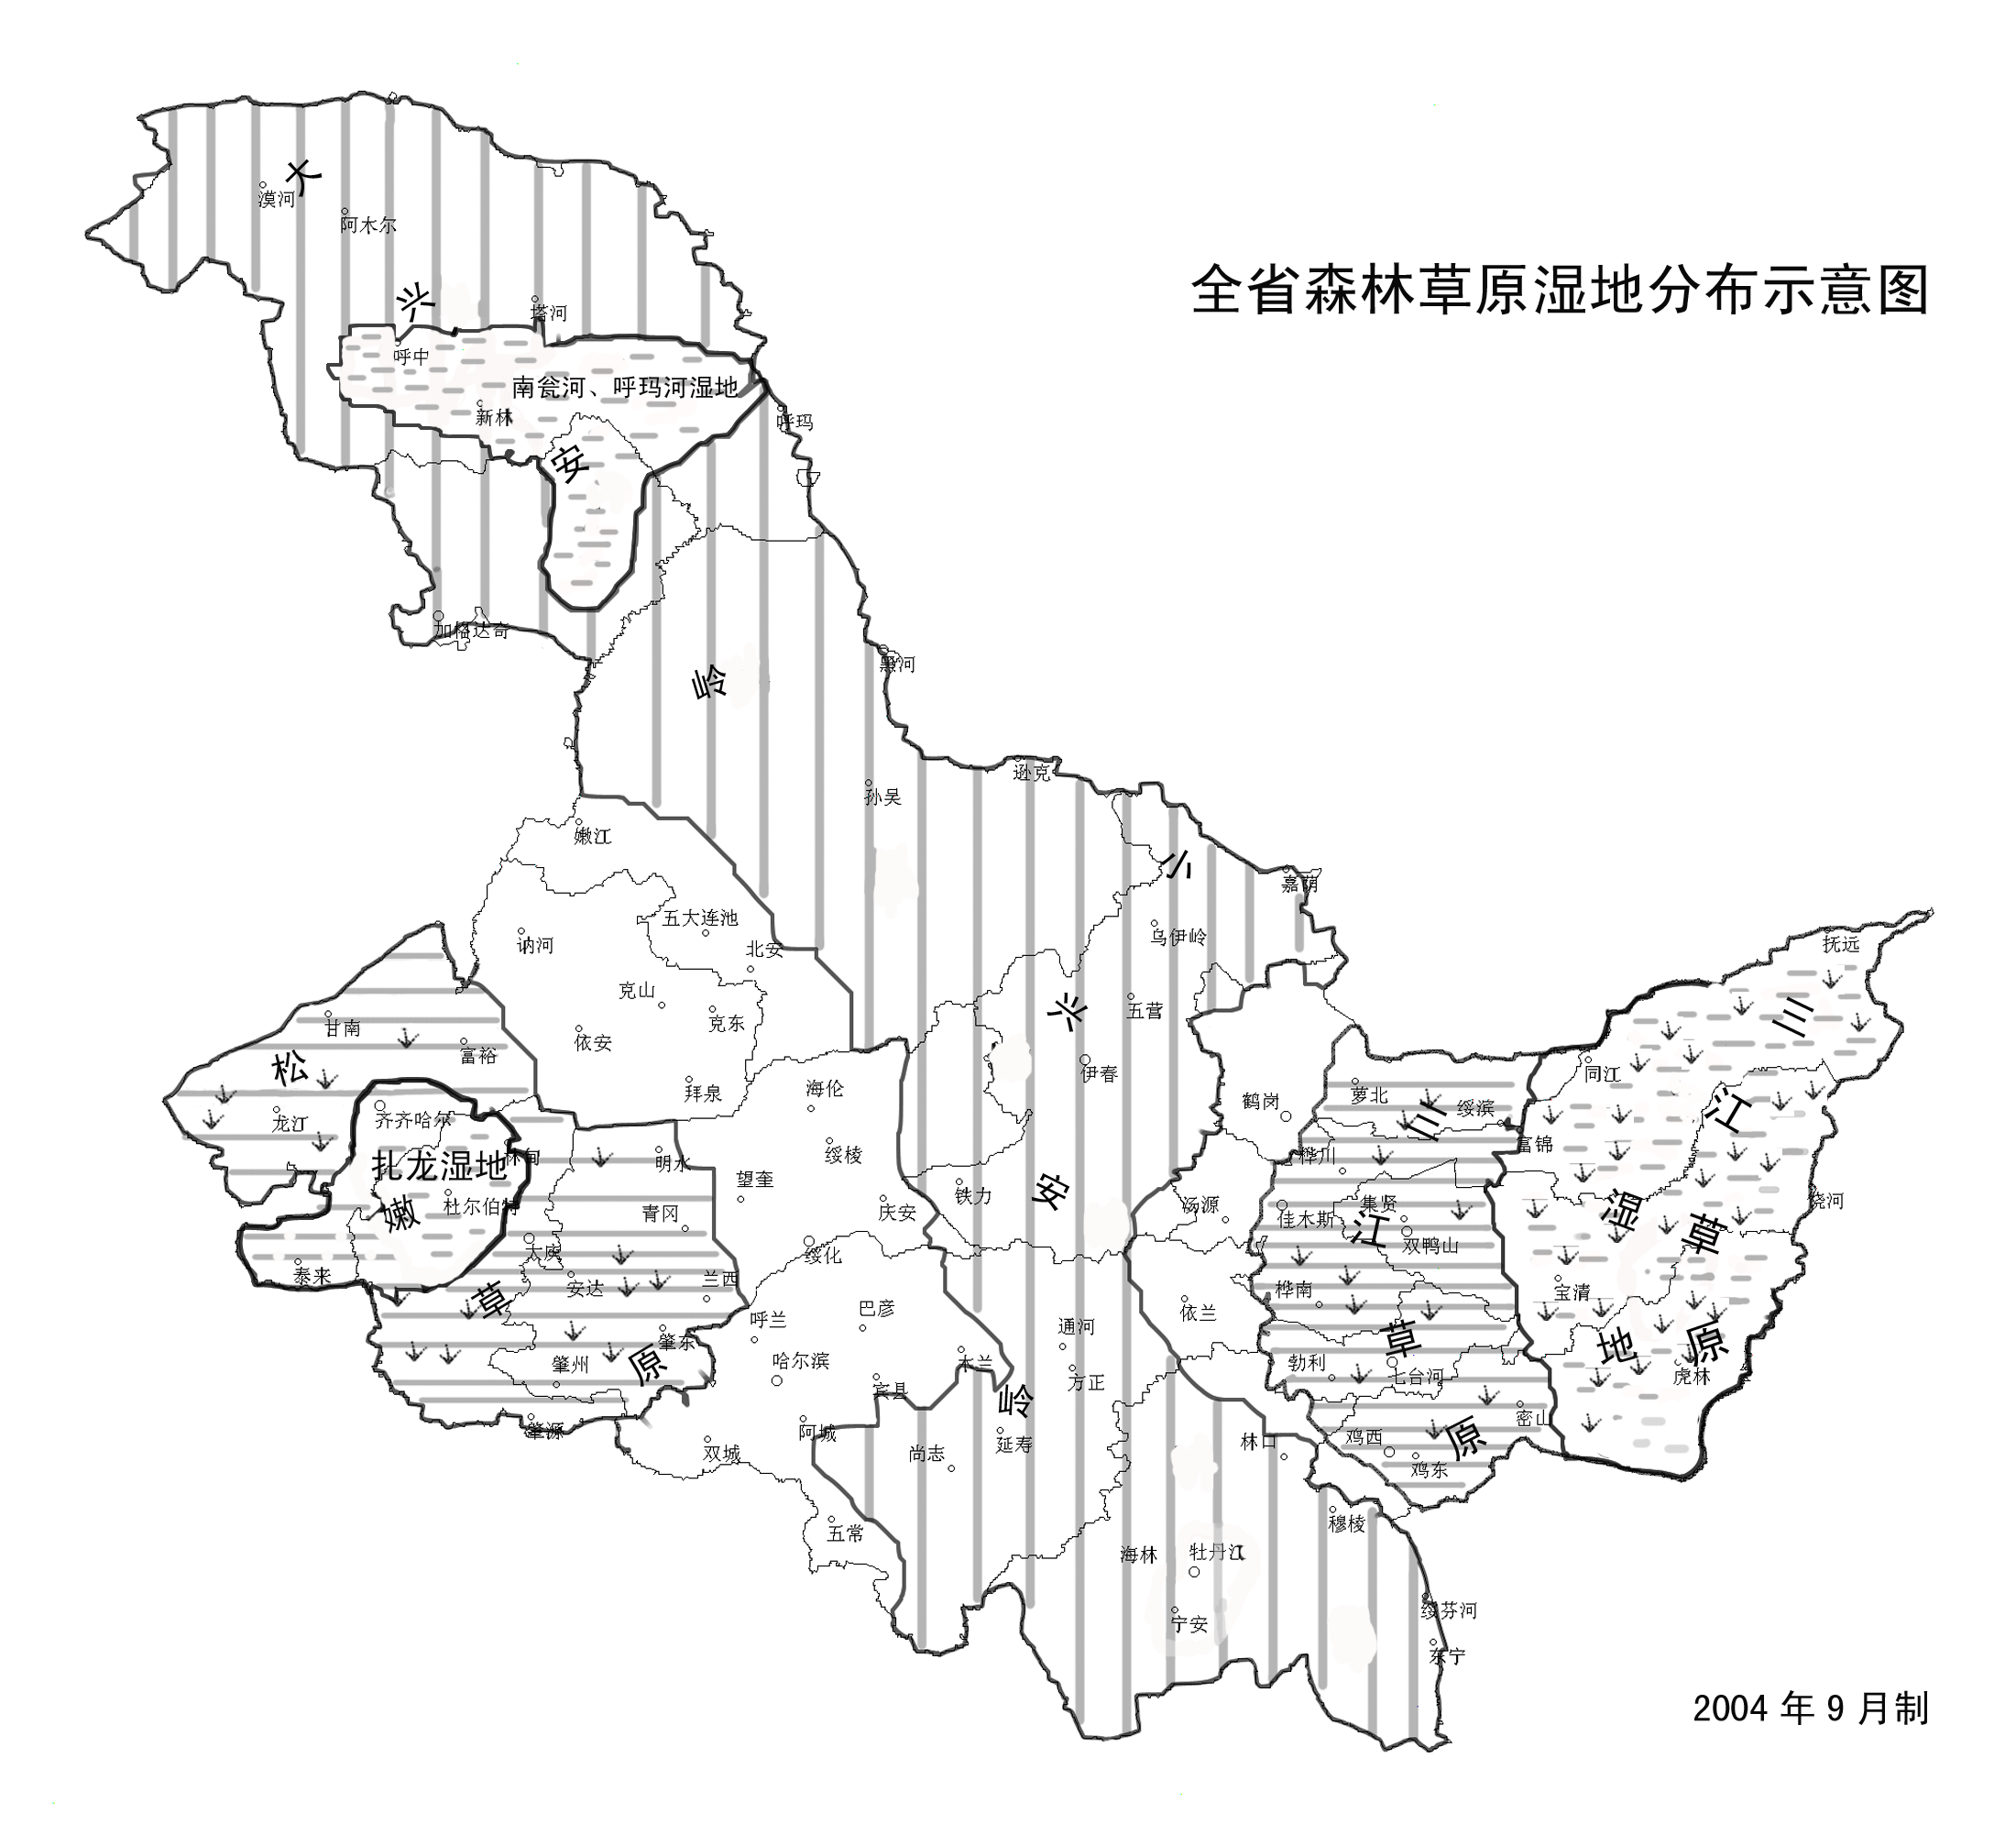 全省森林草原湿地分布示意图
大
漠河
阿木尔
兴
塔河
呼中
南瓮河、呼玛河湿地
新林
呼玛
安
加格达奇
黑河
岭
逊克
孙吴
嫩江
小
嘉荫
五大连池
讷河
北安
乌伊岭
抚远
克山
克东
五营
兴
三
甘南
富裕
依安
松
伊春
同江
拜泉
海伦
萝北
绥滨
鹤岗
三
江
龙江
齐齐哈尔
绥棱
富锦
林甸
明水
桦川
扎龙湿地
望奎
铁力
安
杜尔伯特
嫩
青冈
庆安
汤源
佳木斯
集贤
江
双鸭山
湿
草
饶河
大庆
绥化
泰来
安达
兰西
草
桦南
宝清
呼兰
巴彦
依兰
通河
肇东
草
地
原
肇州
原
哈尔滨
木兰
方正
勃利
七台河
虎林
宾县
岭
肇源
双城
阿城
尚志
延寿
林口
鸡西
原
密山
鸡东
五常
穆棱
海林
牡丹江
宁安
绥芬河
东宁
2004 年 9 月制